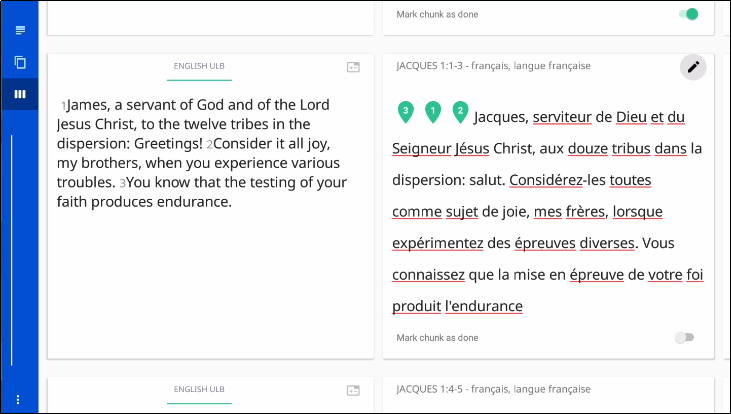 Mark chunk as done
ENGLISH ULB
1James, a servant of God and of the Lord
Jesus Christ, to the twelve tribes in the
dispersion: Greetings! 2Consider it all joy,
my brothers, when you experience various
troubles. 3You know that the testing of your
faith produces endurance.
JACQUES 1:1-3 - français, langue française
3 1 2 Jacques, serviteur de Dieu et du
Seigneur Jésus Christ, aux douze tribus dans la
dispersion: salut. Considérez-les toutes
comme sujet de joie, mes frères, lorsque
expérimentez des épreuves diverses. Vous
connaissez que la mise en épreuve de votre foi
produit l'endurance
Mark chunk as done
ENGLISH ULB
JACQUES 1:4-5 - français, langue française